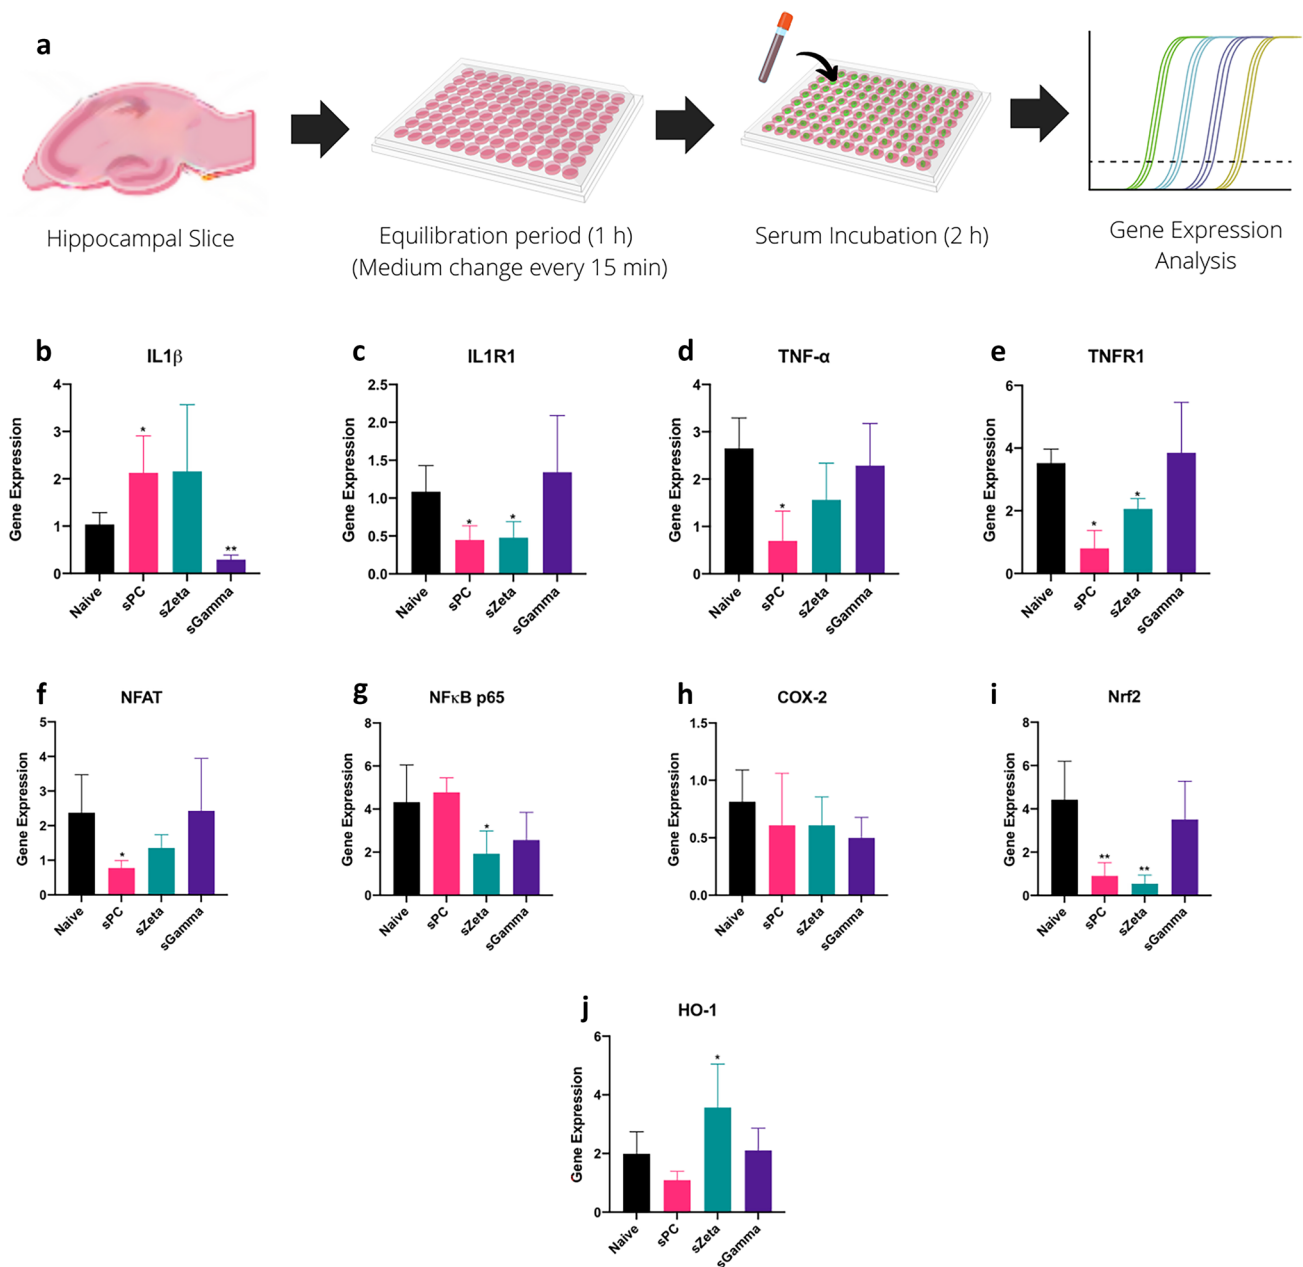 a
Hippocampal Slice
Equilibration period (1 h)
(Medium change every 15 min)
Serum Incubation (2 h)
Gene Expression
Analysis
b
IL1β
Gene Expression
4
3
2
1
0
Naive
sPC
sZeta
sGamma
*
**
c
IL1R1
Gene Expression
2.5
2.0
1.5
1.0
0.5
0.0
Naive
sPC
sZeta
sGamma
*
*
d
TNF-α
Gene Expression
4
3
2
1
0
Naive
sPC
sZeta
sGamma
*
e
TNFR1
Gene Expression
6
4
2
0
Naive
sPC
sZeta
sGamma
*
*
f
NFAT
Gene Expression
5
4
3
2
1
0
Naive
sPC
sZeta
sGamma
*
g
NFκB p65
Gene Expression
8
6
4
2
0
Naive
sPC
sZeta
sGamma
*
h
COX-2
Gene Expression
1.5
1.0
0.5
0.0
Naive
sPC
sZeta
sGamma
i
Nrf2
Gene Expression
8
6
4
2
0
Naive
sPC
sZeta
sGamma
**
**
j
HO-1
Gene Expression
6
4
2
0
Naive
sPC
sZeta
sGamma
*